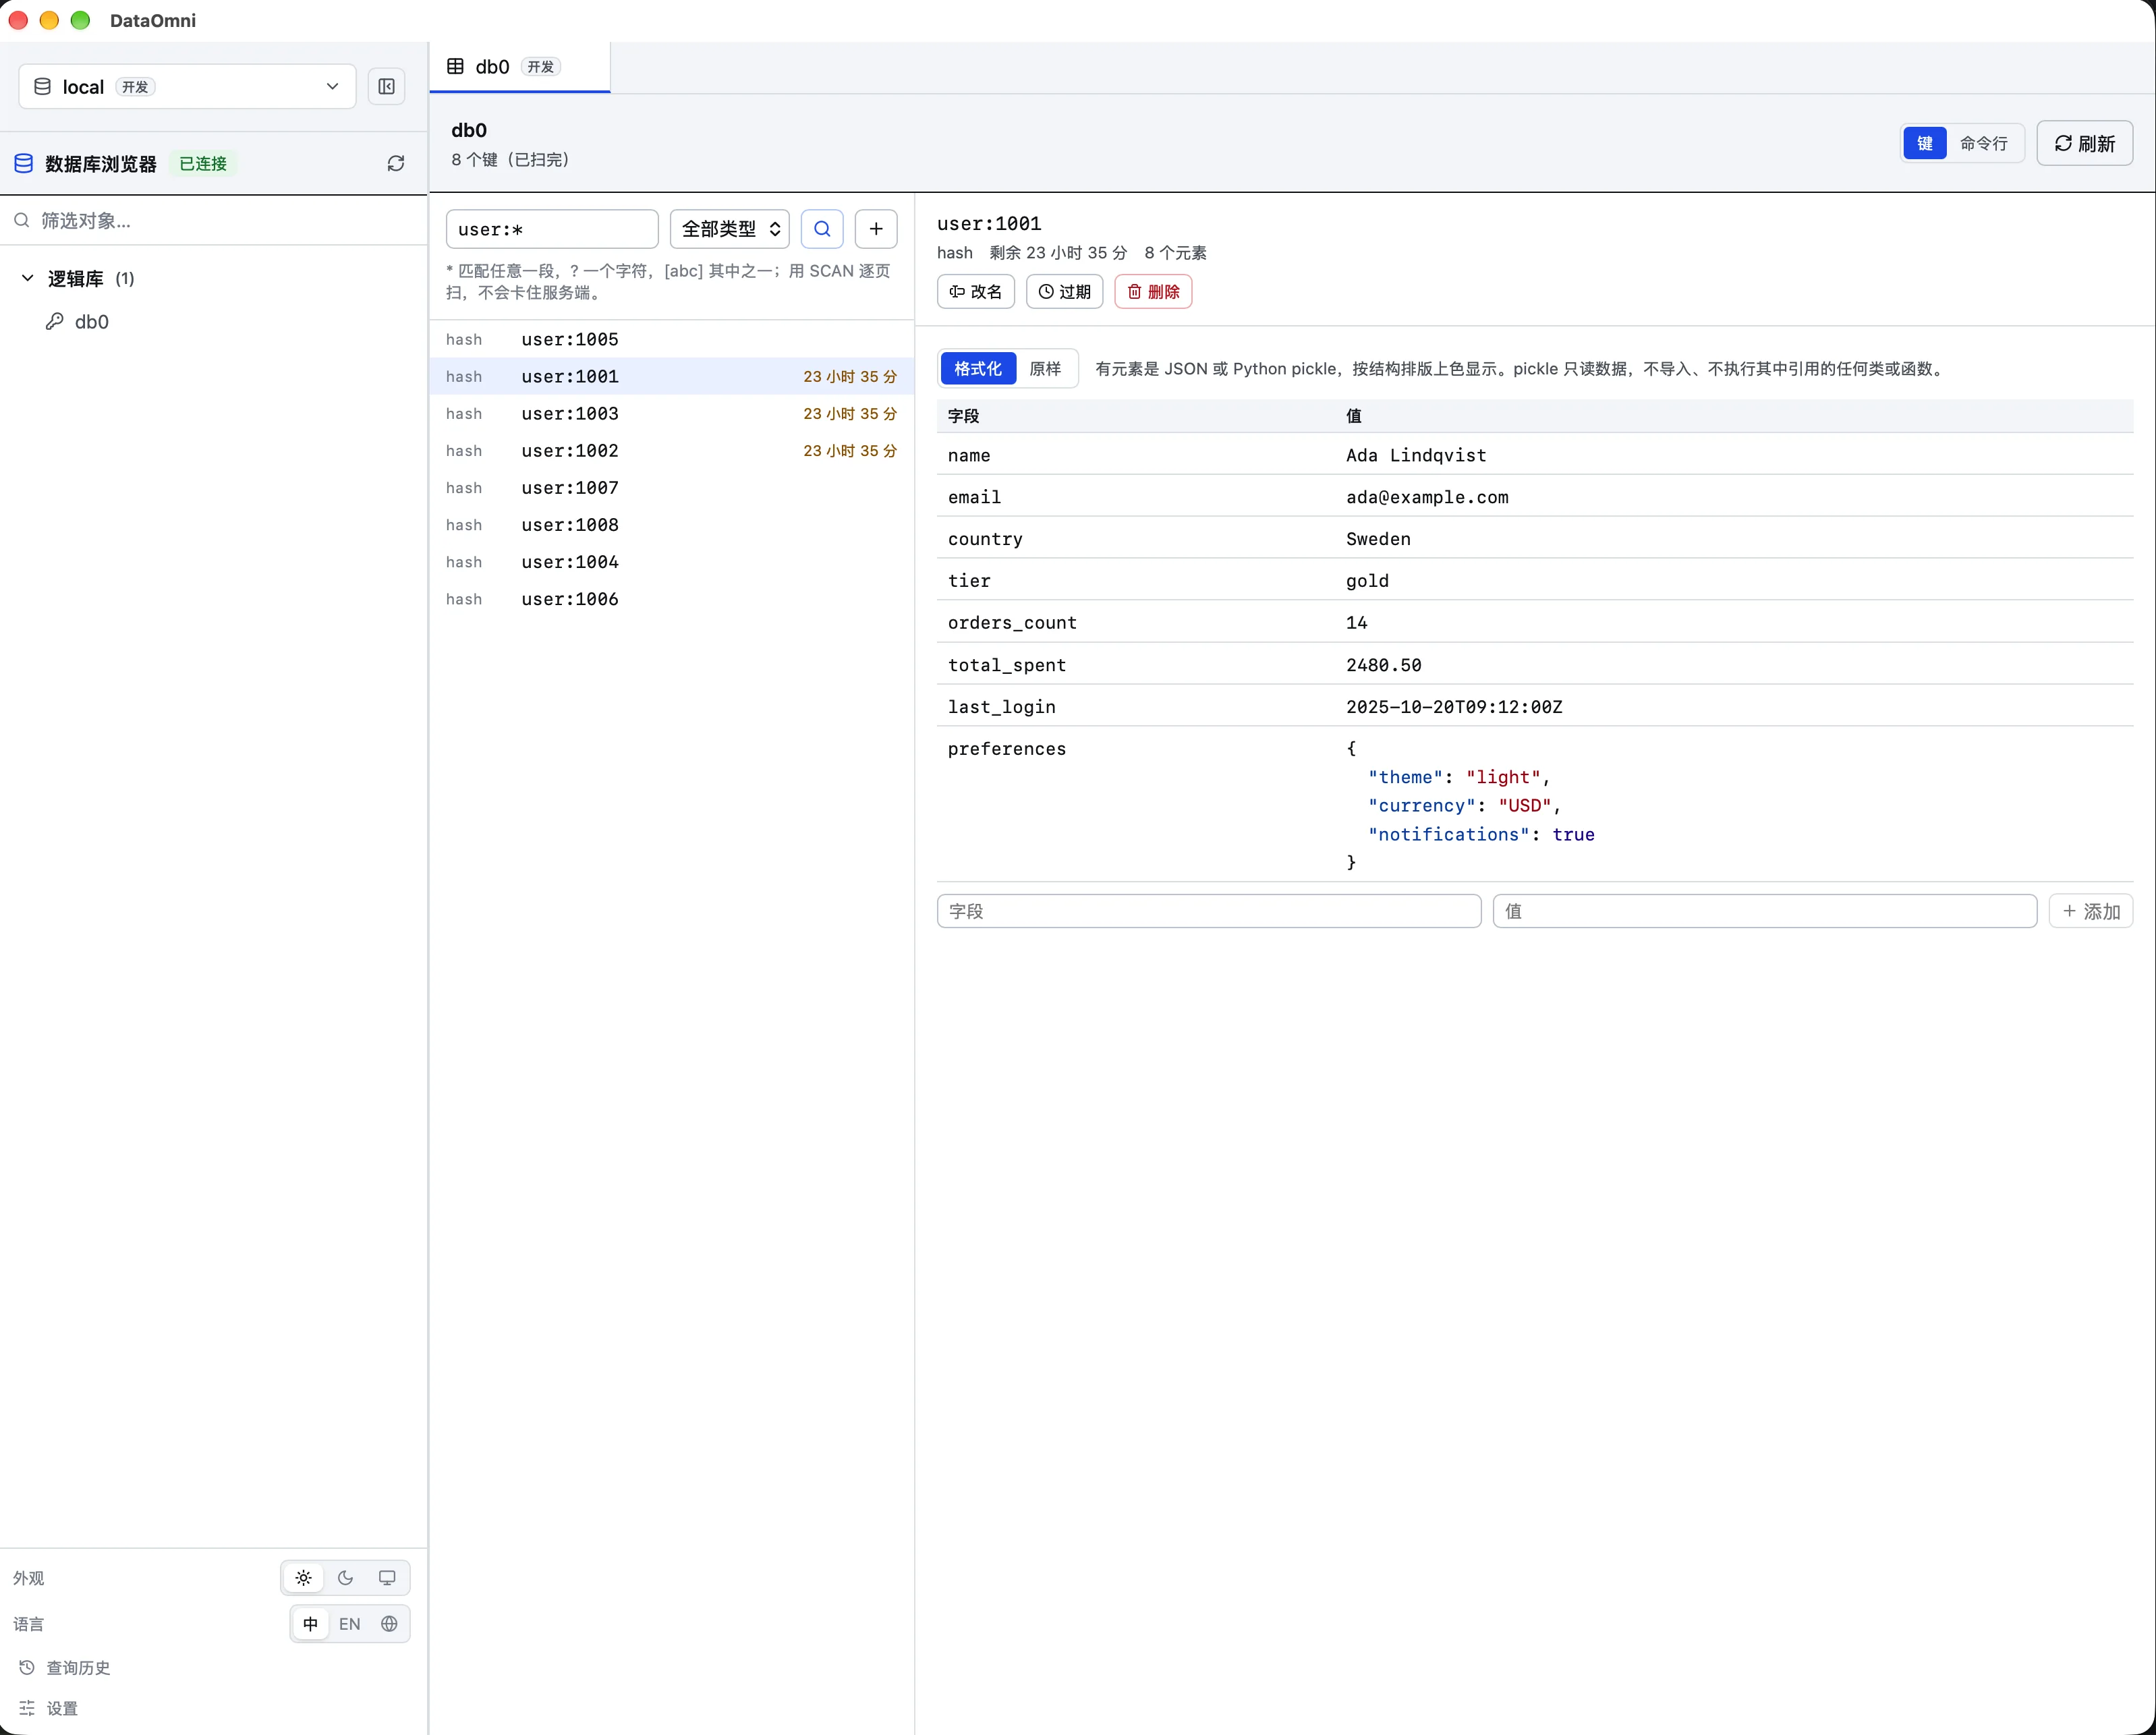 DataOmni
local 开发
数据库浏览器 已连接
筛选对象...
逻辑库 (1)
db0
外观
语言 中 EN
查询历史
设置
db0 开发
db0
8 个键（已扫完）
键 命令行 刷新
user:* 全部类型
* 匹配任意一段，? 一个字符，[abc] 其中之一；用 SCAN 逐页
扫，不会卡住服务端。
hash user:1005
hash user:1001 23 小时 35 分
hash user:1003 23 小时 35 分
hash user:1002 23 小时 35 分
hash user:1007
hash user:1008
hash user:1004
hash user:1006
user:1001
hash 剩余 23 小时 35 分 8 个元素
改名 过期 删除
格式化 原样 有元素是 JSON 或 Python pickle，按结构排版上色显示。pickle 只读数据，不导入、不执行其中引用的任何类或函数。
字段 值
name Ada Lindqvist
email ada@example.com
country Sweden
tier gold
orders_count 14
total_spent 2480.50
last_login 2025-10-20T09:12:00Z
preferences {
"theme": "light",
"currency": "USD",
"notifications": true
}
字段 值 + 添加